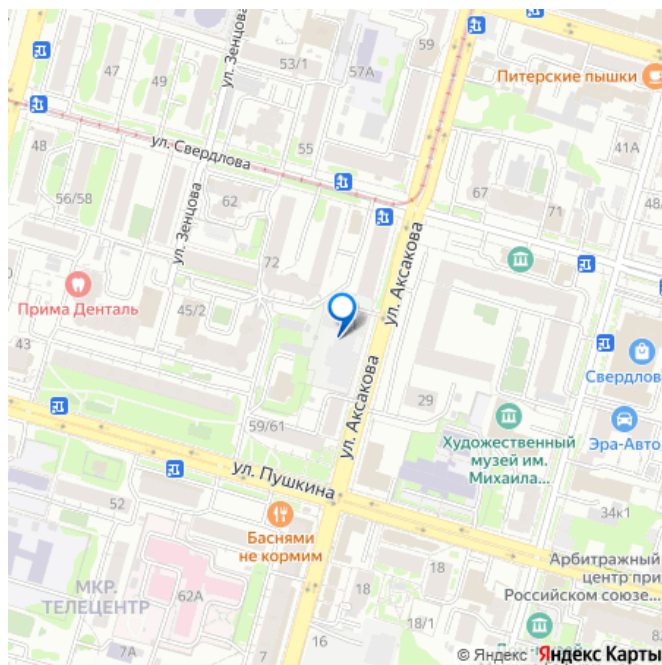 59
53/1
57А
47
49
ул. Зенцова
Питерские пышки
48
ул. Свердлова
55
41А
56/58
62
67
71
ул. Зенцова
72
ул. Аксакова
Прима Денталь
45/2
43
Свердлов
ул. Аксакова
29
59/61
Художественный
музей им.
Михаила...
Эра-Авто
ул. Пушкина
52
34к1
Баснями
не кормим
МКР.
ТЕЛЕЦЕНТР
62А
18
18
18/1
Арбитражный
центр при
Российском союзе...
7А
7
16
© Яндекс Яндекс Карты